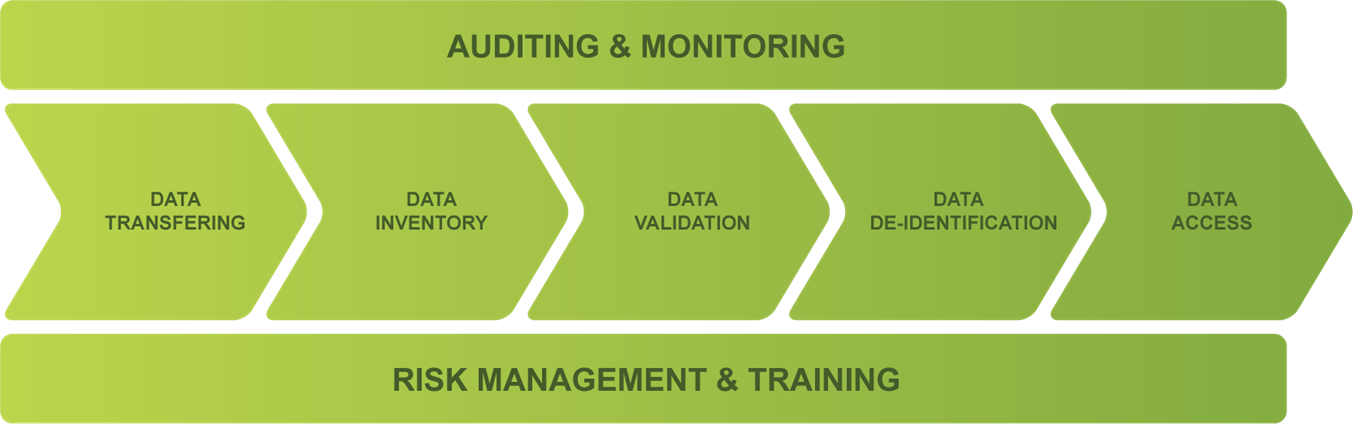 AUDITING & MONITORING
DATA
TRANSFERING
DATA
INVENTORY
DATA
VALIDATION
DATA
DE-IDENTIFICATION
DATA
ACCESS
RISK MANAGEMENT & TRAINING